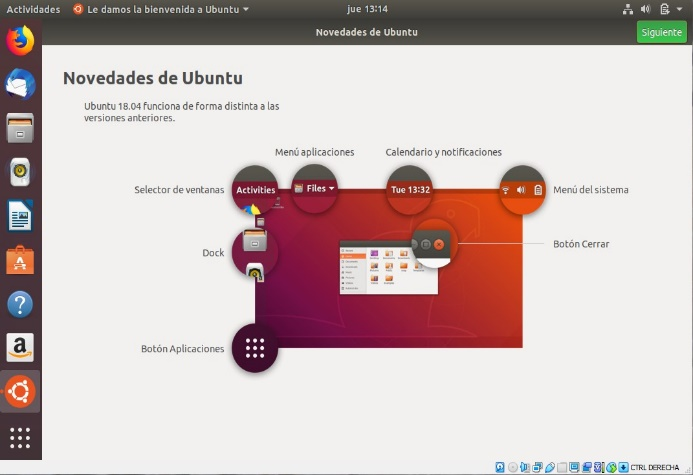 Actividades
Le damos la bienvenida a Ubuntu
jue 13:14
Novedades de Ubuntu
Siguiente
Novedades de Ubuntu
Ubuntu 18.04 funciona de forma distinta a las
versiones anteriores.
Menú aplicaciones
Calendario y notificaciones
Selector de ventanas
Activities
Files
Tue 13:32
Menú del sistema
Dock
Botón Cerrar
Botón Aplicaciones
CTRL DERECHA